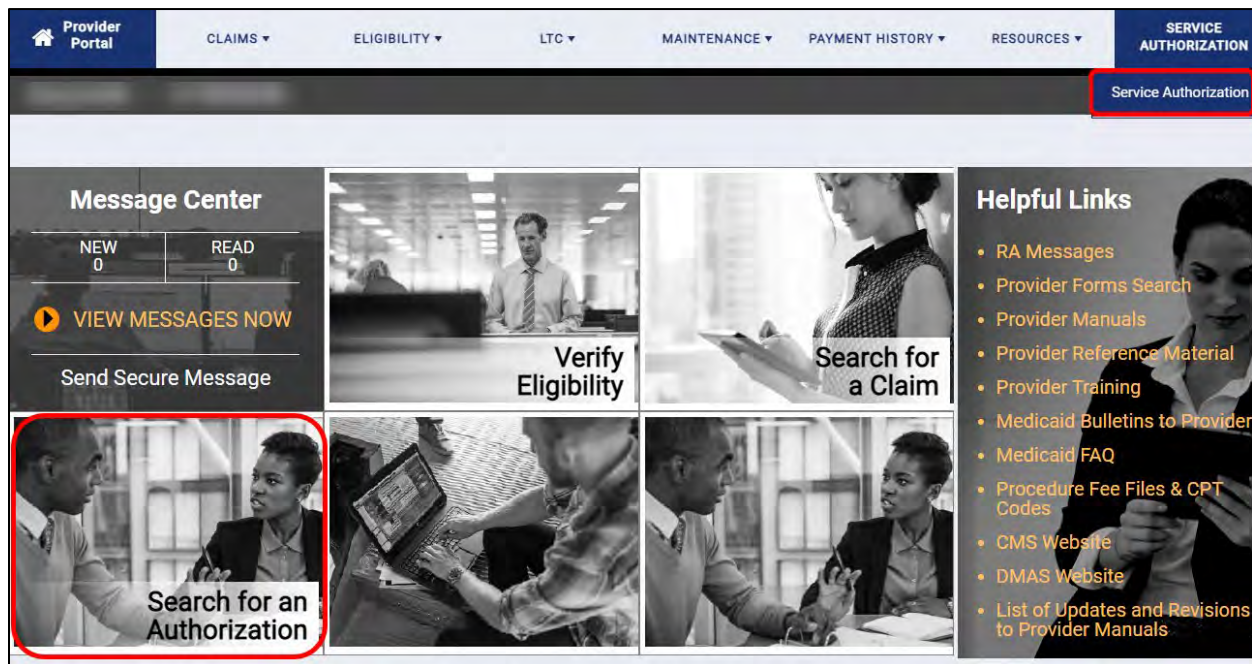 Provider
Portal
CLAIMS ▾
ELIGIBILITY ▾
LTC ▾
MAINTENANCE ▾
PAYMENT HISTORY ▾
RESOURCES ▾
SERVICE
AUTHORIZATION
Service Authorization
Message Center
NEW
0
READ
0
VIEW MESSAGES NOW
Send Secure Message
Verify
Eligibility
Search for
a Claim
Helpful Links
• RA Messages
• Provider Forms Search
• Provider Manuals
• Provider Reference Material
• Provider Training
• Medicaid Bulletins to Provider
• Medicaid FAQ
• Procedure Fee Files & CPT
Codes
• CMS Website
• DMAS Website
• List of Updates and Revisions
to Provider Manuals
Search for an
Authorization